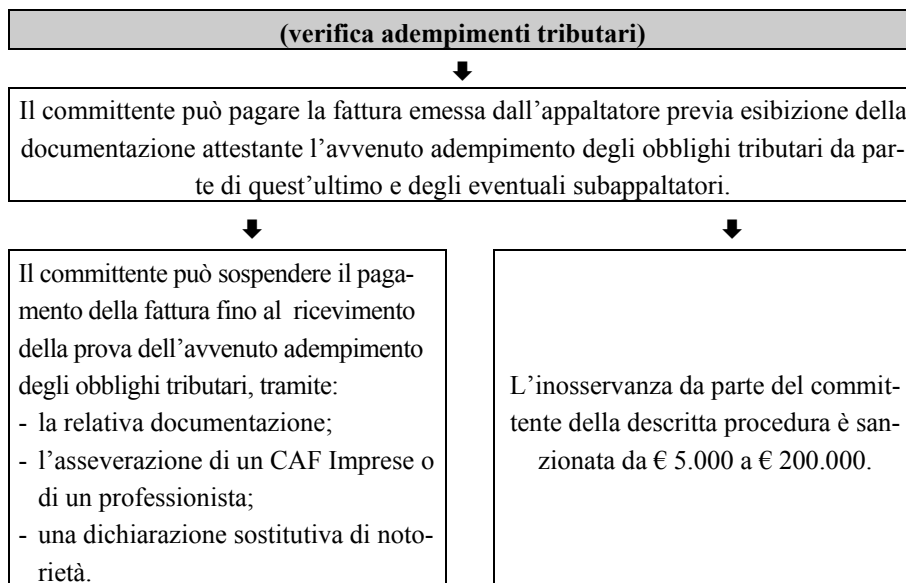 (verifica adempimenti tributari)
Il committente può pagare la fattura emessa dall’appaltatore previa esibizione della
documentazione attestante l’avvenuto adempimento degli obblighi tributari da par-
te di quest’ultimo e degli eventuali subappaltatori.
Il committente può sospendere il paga-
mento della fattura fino al ricevimento
della prova dell’avvenuto adempimento
degli obblighi tributari, tramite:
- la relativa documentazione;
- l’asseverazione di un CAF Imprese o
di un professionista;
- una dichiarazione sostitutiva di noto-
rietà.
L’inosservanza da parte del commit-
tente della descritta procedura è san-
zionata da € 5.000 a € 200.000.